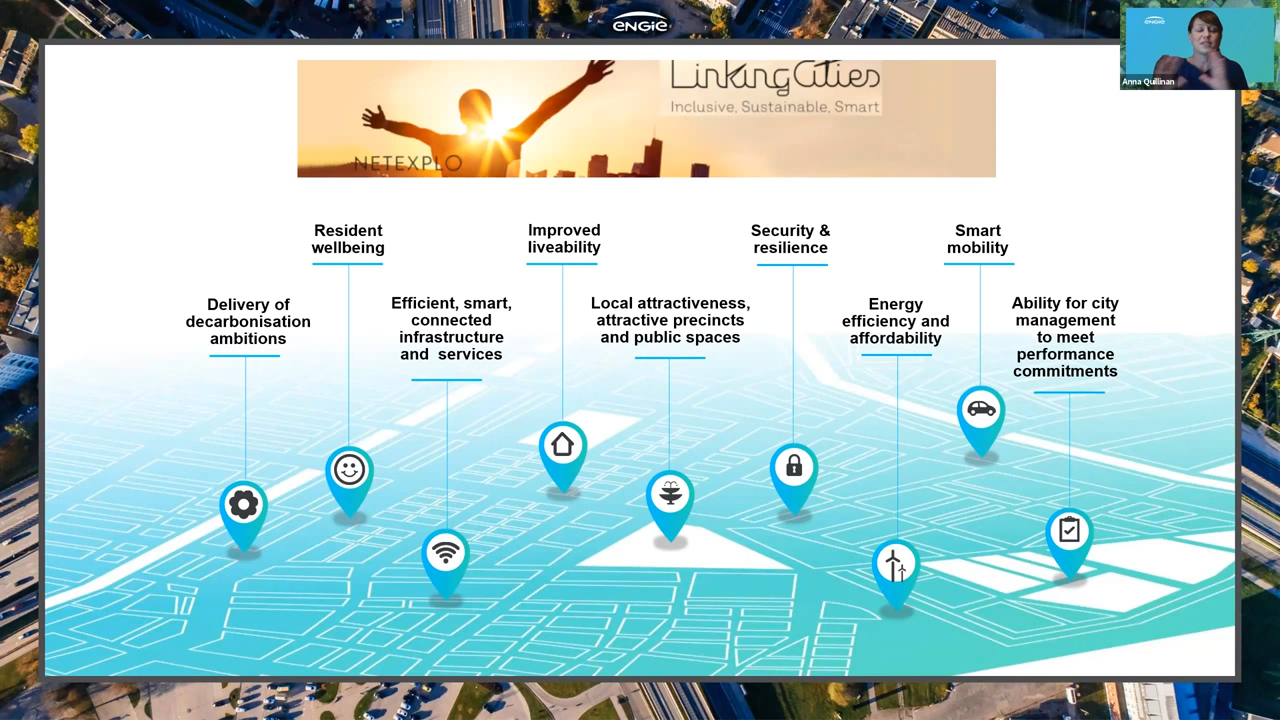 ENGIE
ENGIE
Anna Quillinan
LinkingCities
Inclusive, Sustainable, Smart
NETEXPLO
Resident
wellbeing
Improved
liveability
Security &
resilience
Smart
mobility
Delivery of
decarbonisation
ambitions
Efficient, smart,
connected
infrastructure
and services
Local attractiveness,
attractive precincts
and public spaces
Energy
efficiency and
affordability
Ability for city
management
to meet
performance
commitments